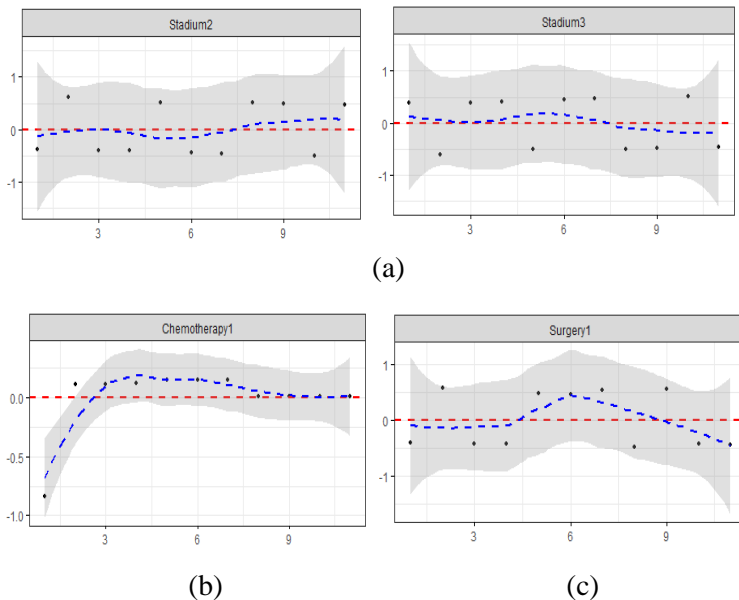 Stadium2 Stadium3
1 1
0 0
-1 -1
3 6 9 3 6 9
(a)
Chemotherapy1 Surgery1
0.0 1
-0.5 0
-1.0 -1
3 6 9 3 6 9
(b) (c)